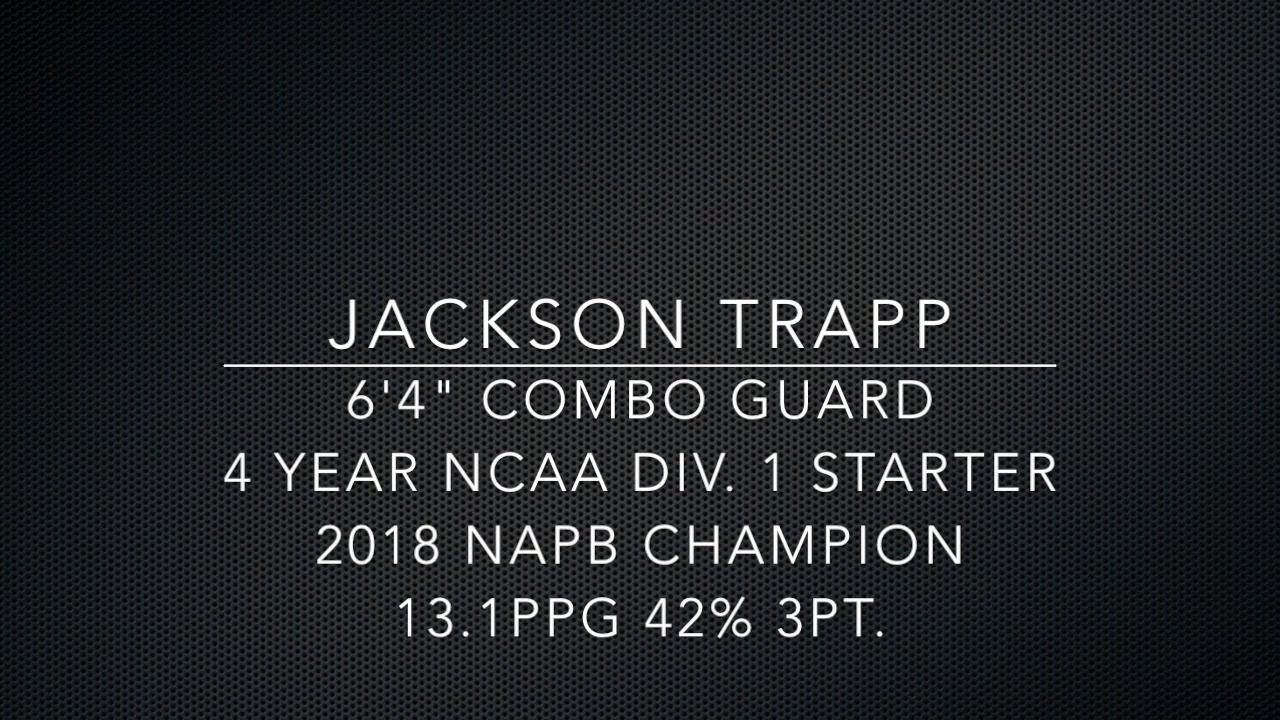 JACKSON TRAPP
6'4" COMBO GUARD
4 YEAR NCAA DIV. 1 STARTER
2018 NAPB CHAMPION
13.1PPG 42% 3PT.